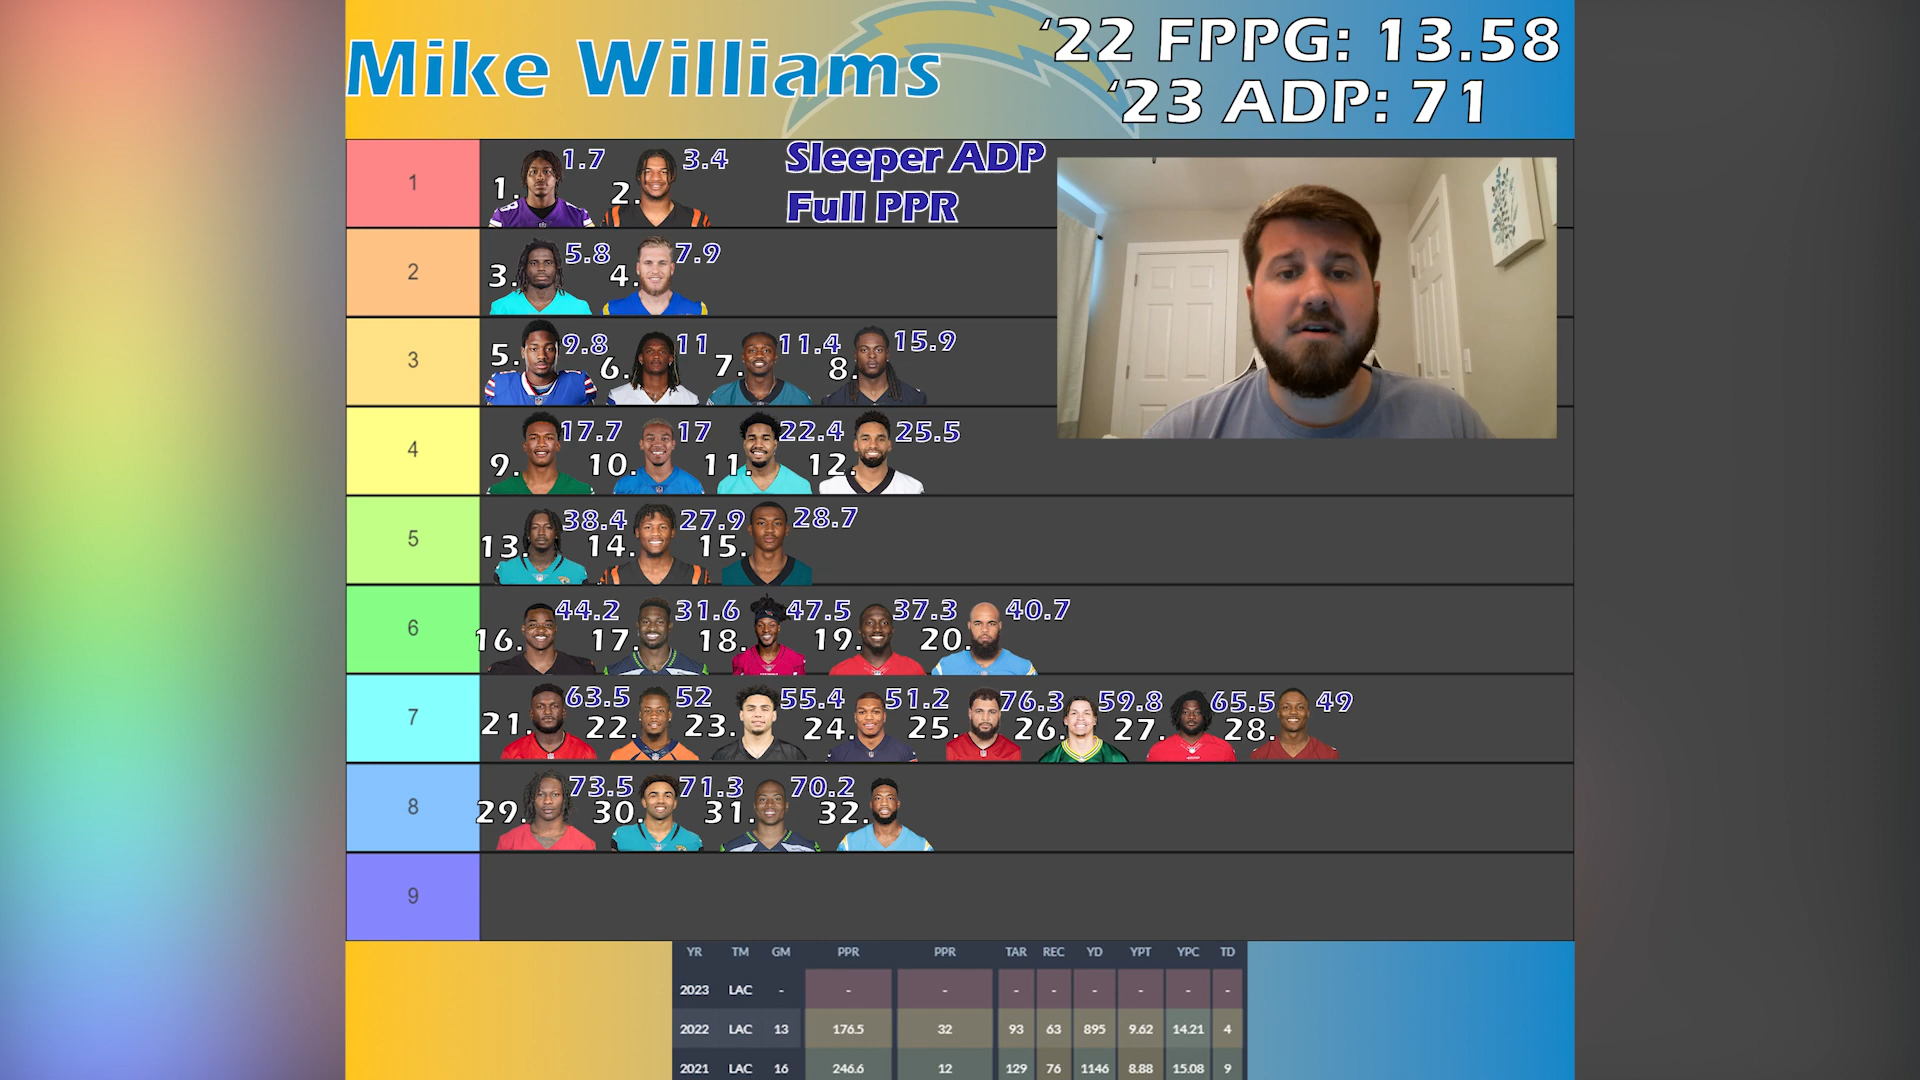 Mike Williams
‘22 FPPG: 13.58
‘23 ADP: 71
Sleeper ADP
Full PPR
1 1. 1.7 2. 3.4
2 3. 5.8 4. 7.9
3 5. 9.8 6. 11 7. 11.4 8. 15.9
4 9. 17.7 10. 17 11. 22.4 12. 25.5
5 13. 38.4 14. 27.9 15. 28.7
6 16. 44.2 17. 31.6 18. 47.5 19. 37.3 20. 40.7
7 21. 63.5 22. 52 23. 55.4 24. 51.2 25. 76.3 26. 59.8 27. 65.5 28. 49
8 29. 73.5 30. 71.3 31. 70.2 32.
9
YR TM GM PPR PPR TAR REC YD YPT YPC TD
2023 LAC - - - - - - - - -
2022 LAC 13 176.5 32 93 63 895 9.62 14.21 4
2021 LAC 16 246.6 12 129 76 1146 8.88 15.08 9